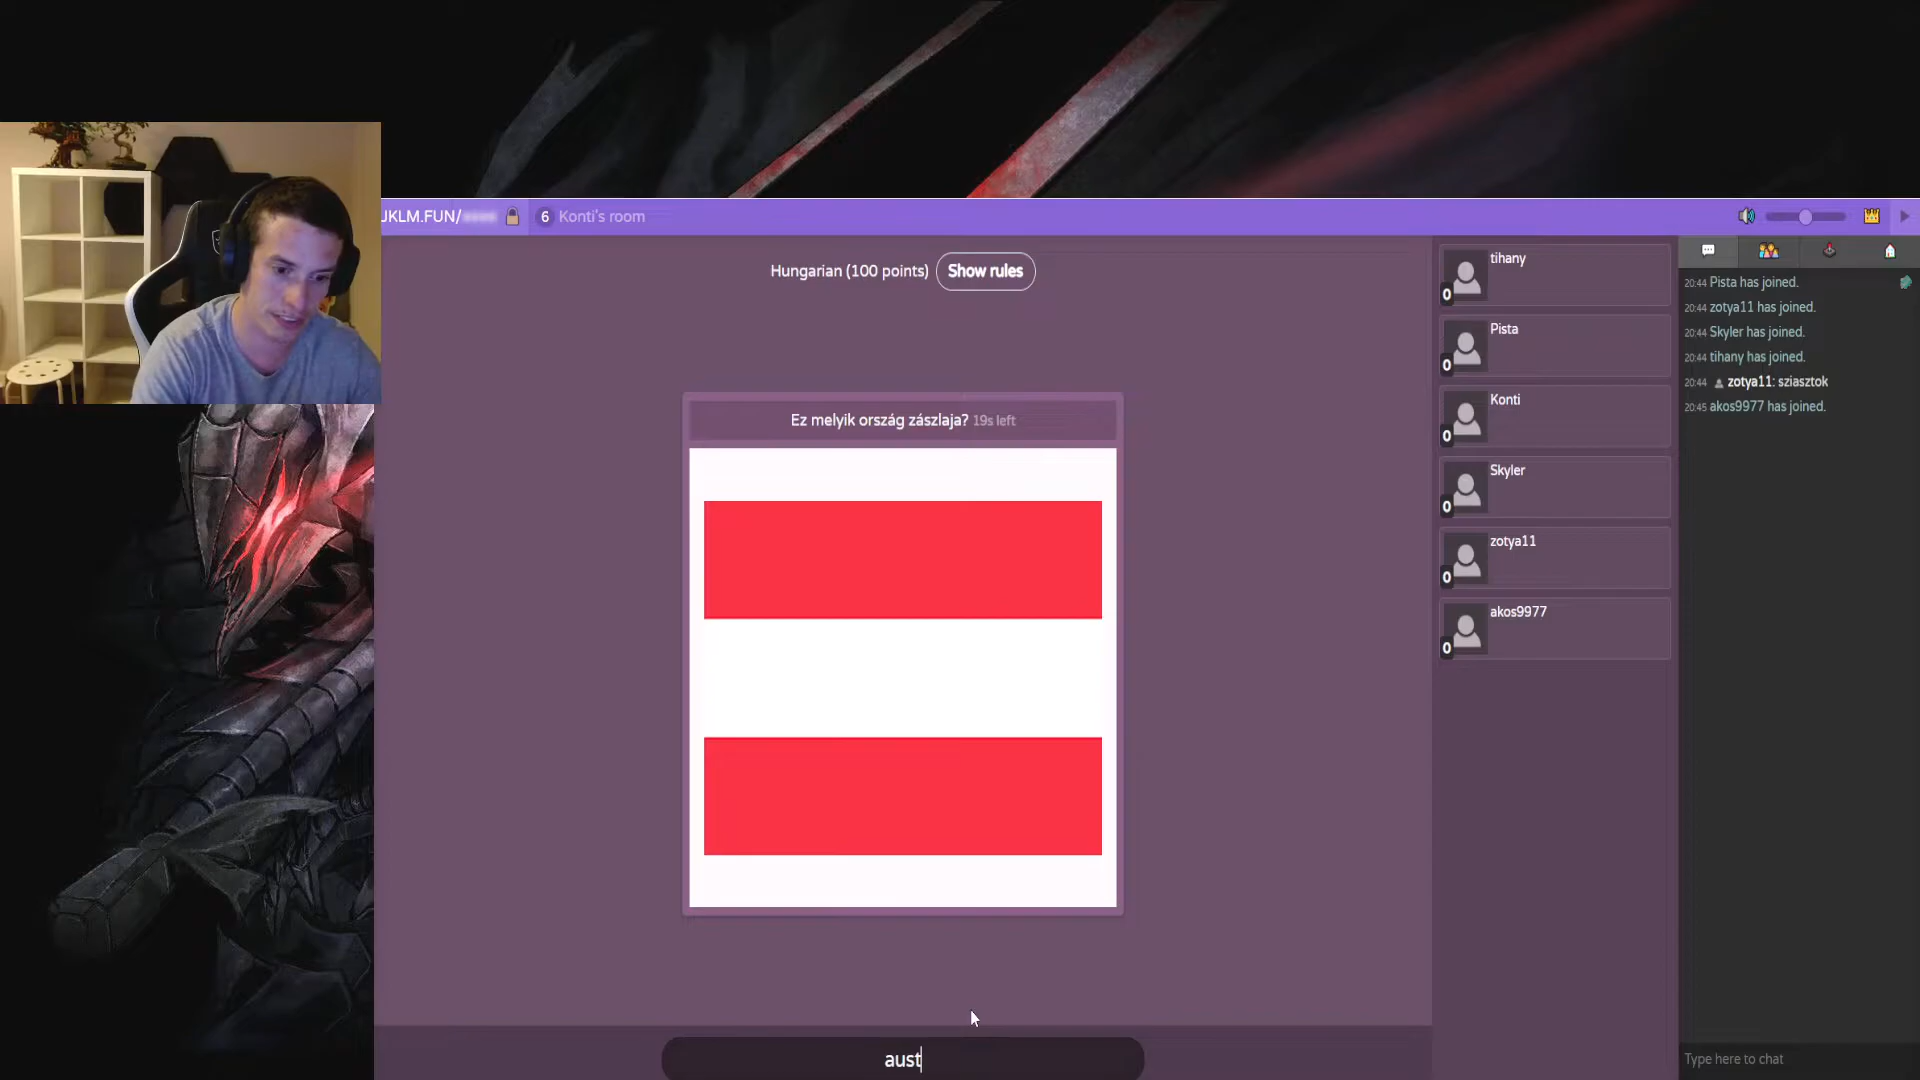 JKLM.FUN/
6 Konti's room
Hungarian (100 points) Show rules
Ez melyik ország zászlaja? 19s left
aust
tihany
0
Pista
0
Konti
0
Skyler
0
zotya11
0
akos9977
0
20:44 Pista has joined.
20:44 zotya11 has joined.
20:44 Skyler has joined.
20:44 tihany has joined.
20:44 zotya11: sziasztok
20:45 akos9977 has joined.
Type here to chat